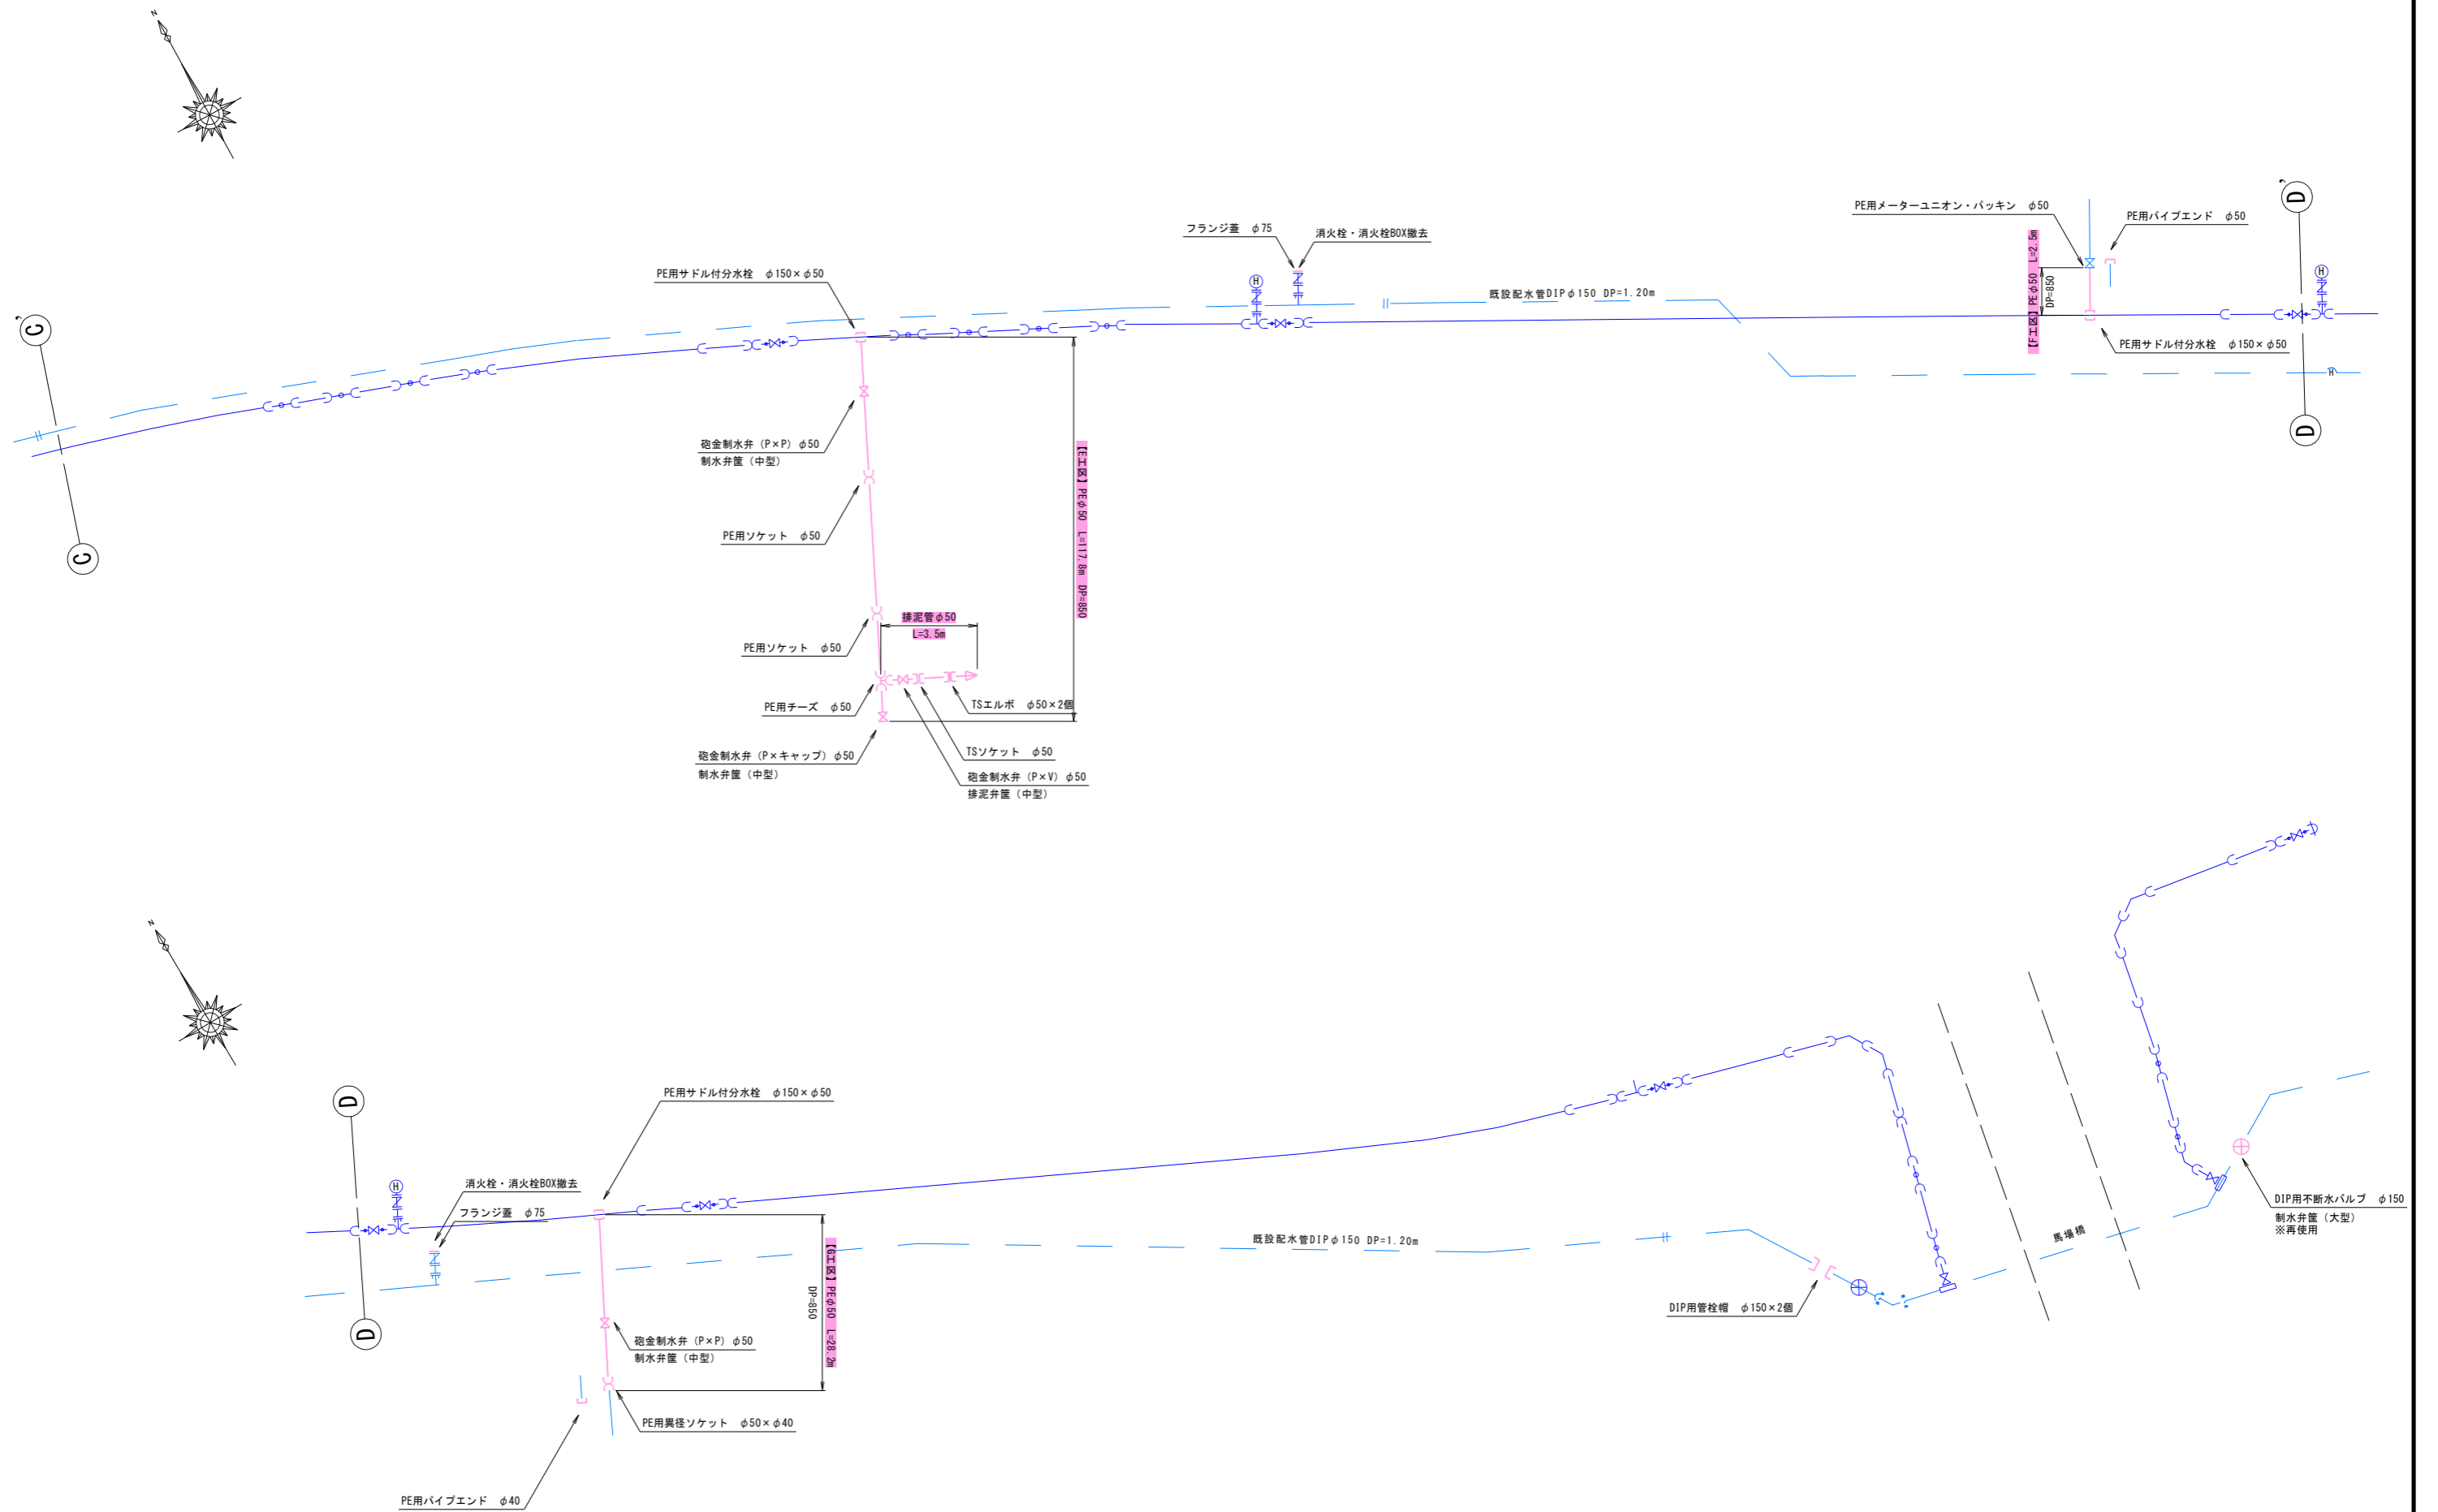 N
C'
C
PE用サドル付分水栓 φ150×φ50
フランジ蓋 φ75
消火栓・消火栓BOX撤去
H
既設配水管DIPφ150 DP=1.20m
PE用メーターユニオン・パッキン φ50
PE用パイプエンド φ50
【F工区】PEφ50 L=2.5m
DP=850
PE用サドル付分水栓 φ150×φ50
D'
H
H
D
砲金制水弁（P×P）φ50
制水弁筐（中型）
PE用ソケット φ50
【E工区】PEφ50 L=117.8m DP=850
排泥管φ50
L=3.5m
PE用ソケット φ50
PE用チーズ φ50
TSエルボ φ50×2個
砲金制水弁（P×キャップ）φ50
制水弁筐（中型）
TSソケット φ50
砲金制水弁（P×V）φ50
排泥弁筐（中型）
N
D
PE用サドル付分水栓 φ150×φ50
H
消火栓・消火栓BOX撤去
フランジ蓋 φ75
D
既設配水管DIPφ150 DP=1.20m
【G工区】PEφ50 L=28.2m
DP=850
砲金制水弁（P×P）φ50
制水弁筐（中型）
PE用異径ソケット φ50×φ40
PE用パイプエンド φ40
DIP用管栓帽 φ150×2個
馬場橋
DIP用不断水バルブ φ150
制水弁筐（大型）
※再使用